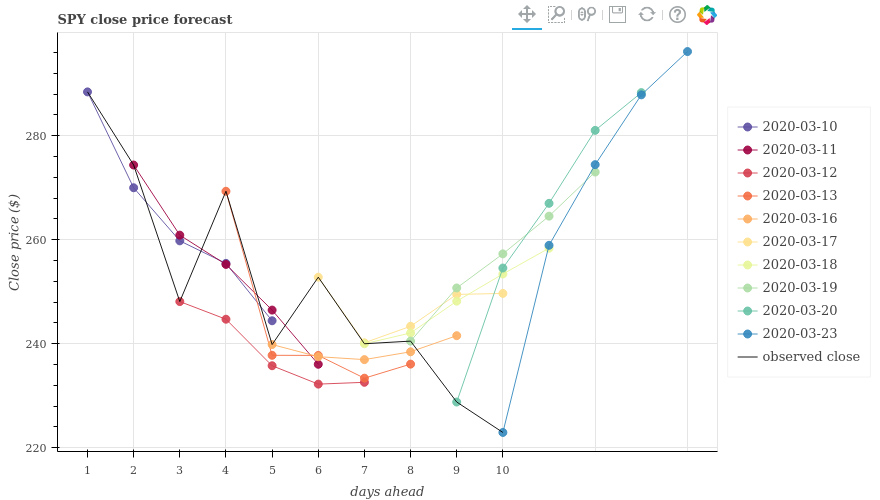 SPY close price forecast
280
260
240
220
Close price ($)
1 2 3 4 5 6 7 8 9 10
days ahead
2020-03-10
2020-03-11
2020-03-12
2020-03-13
2020-03-16
2020-03-17
2020-03-18
2020-03-19
2020-03-20
2020-03-23
observed close